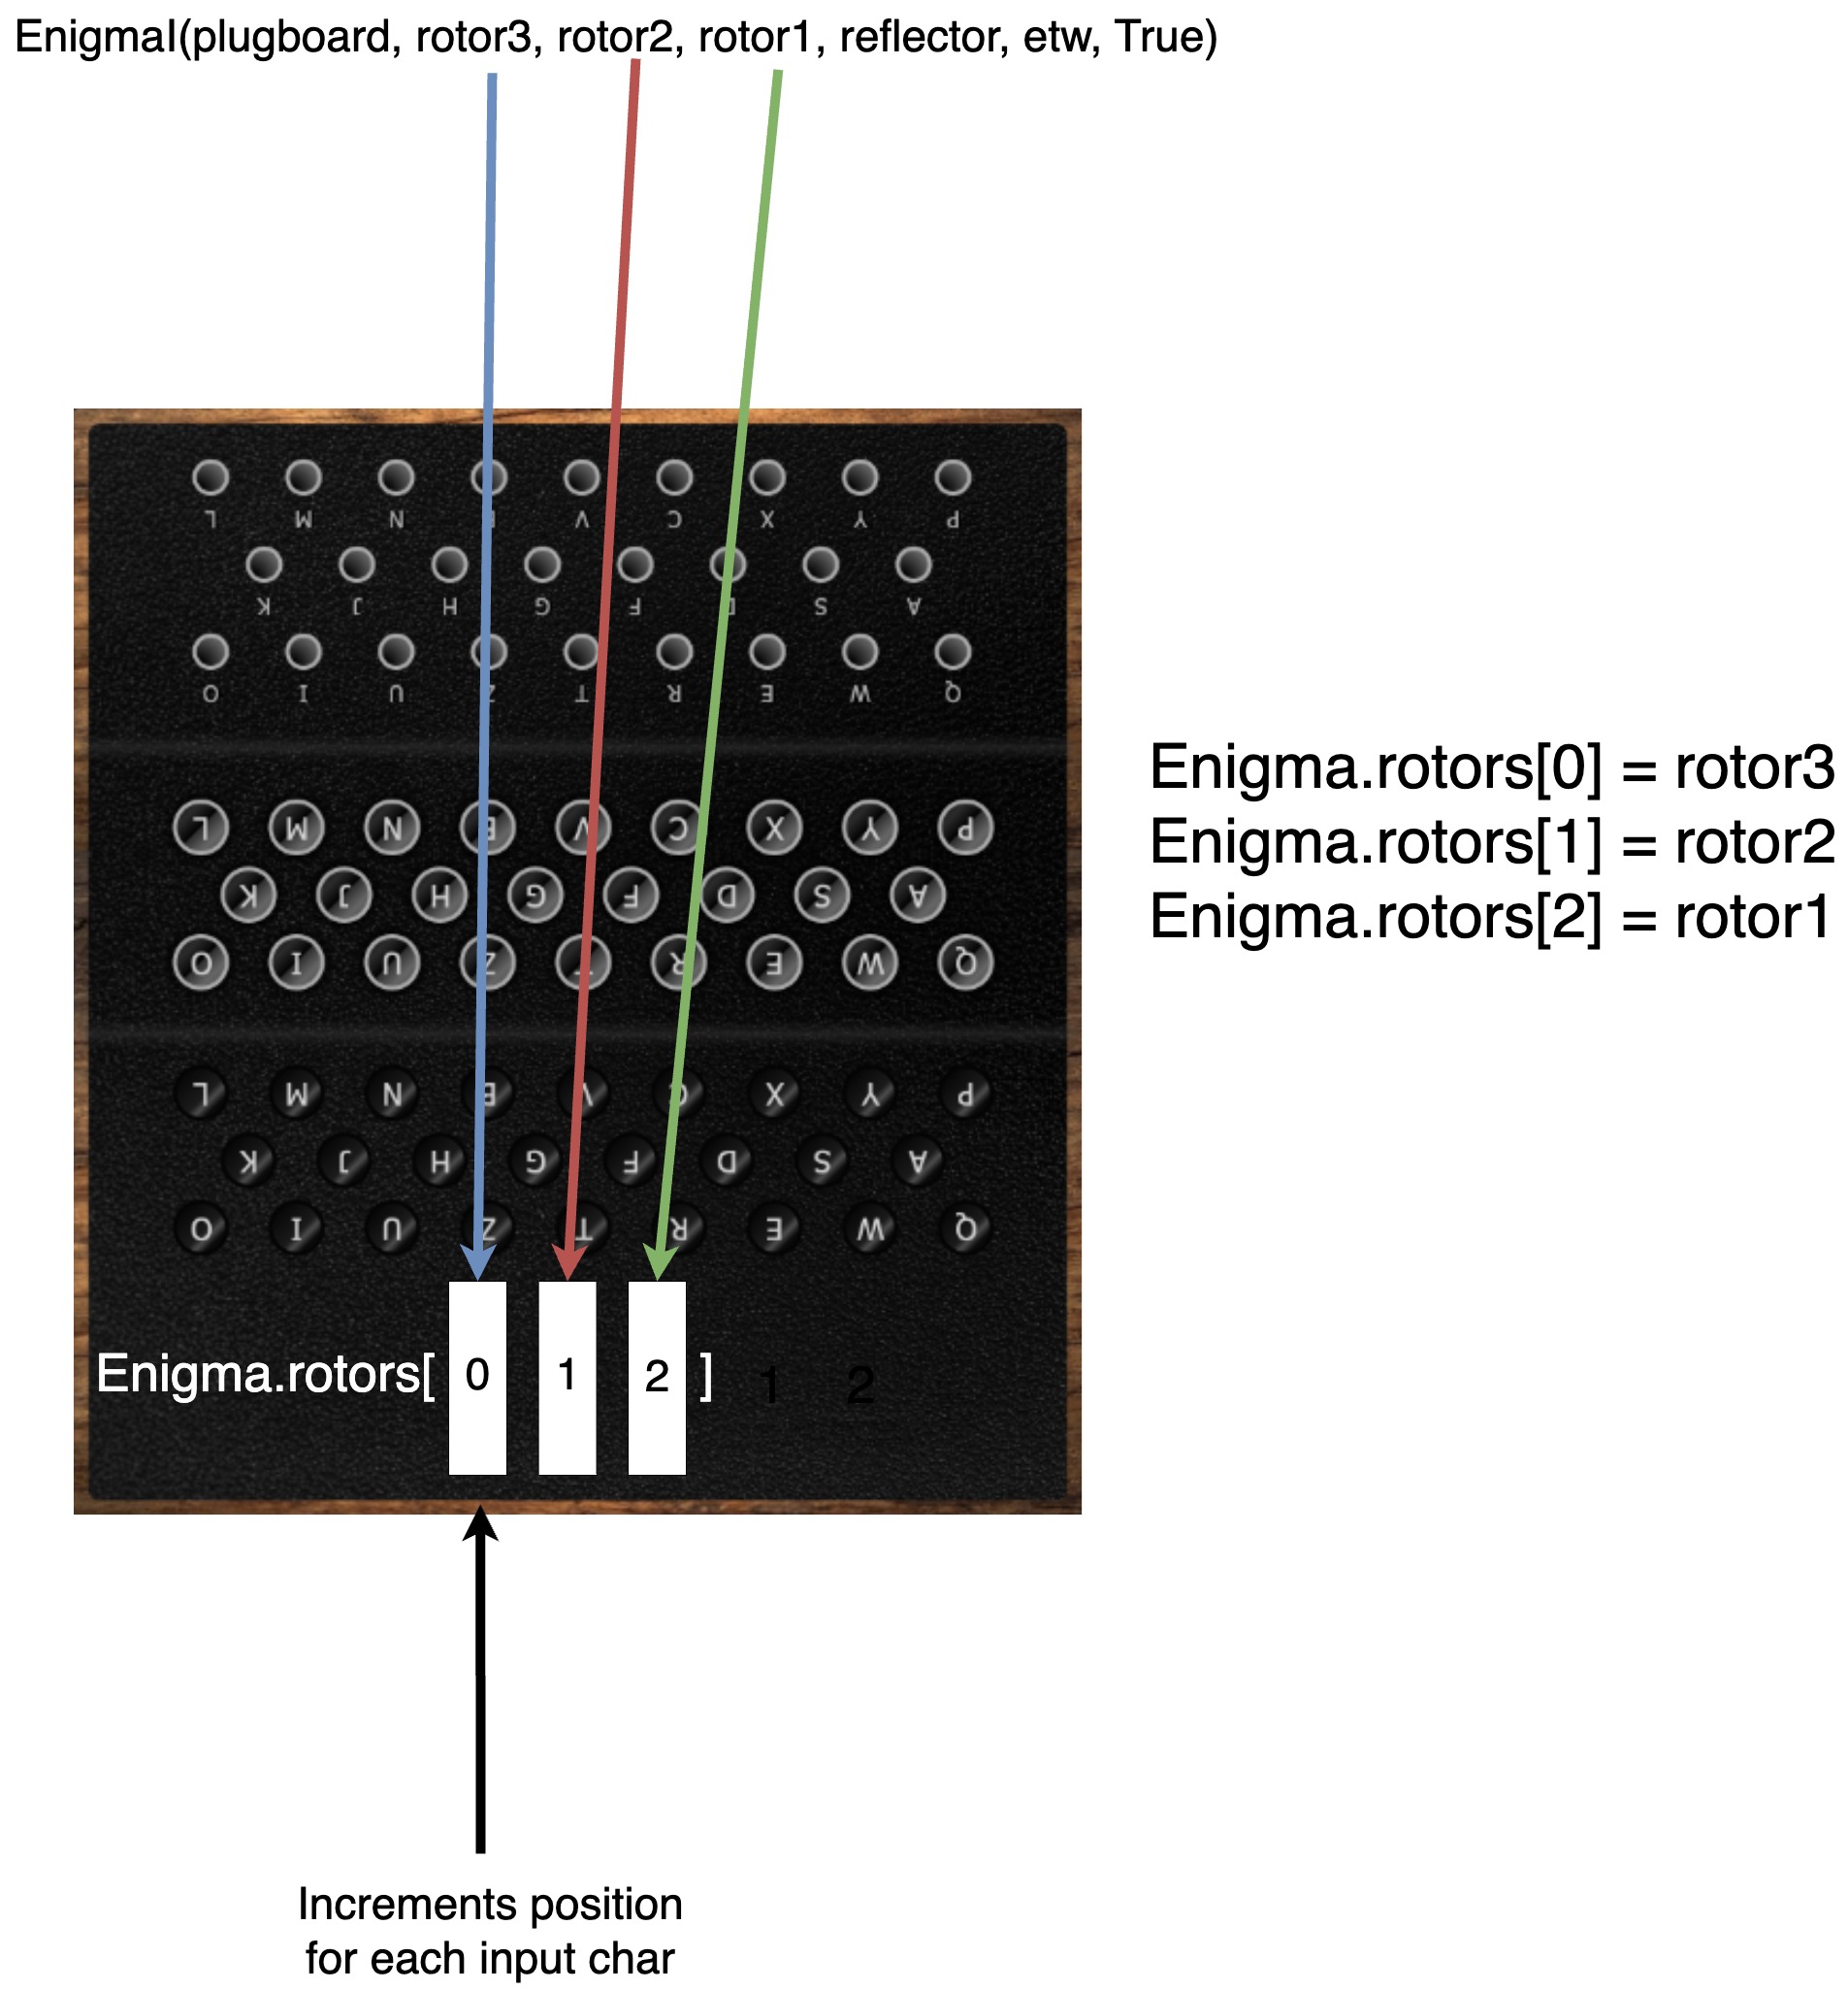 EnigmaI(plugboard, rotor3, rotor2, rotor1, reflector, etw, True)
L M N B V C X Y P
K J H G F D S A
O I U Z T R E W Q
L M N B V C X Y P
K J H G F D S A
O I U Z T R E W Q
L M N B V C X Y P
K J H G F D S A
O I U Z T R E W Q
Enigma.rotors[0] = rotor3
Enigma.rotors[1] = rotor2
Enigma.rotors[2] = rotor1
Enigma.rotors[ 0 1 2 ] 1 2
Increments position
for each input char